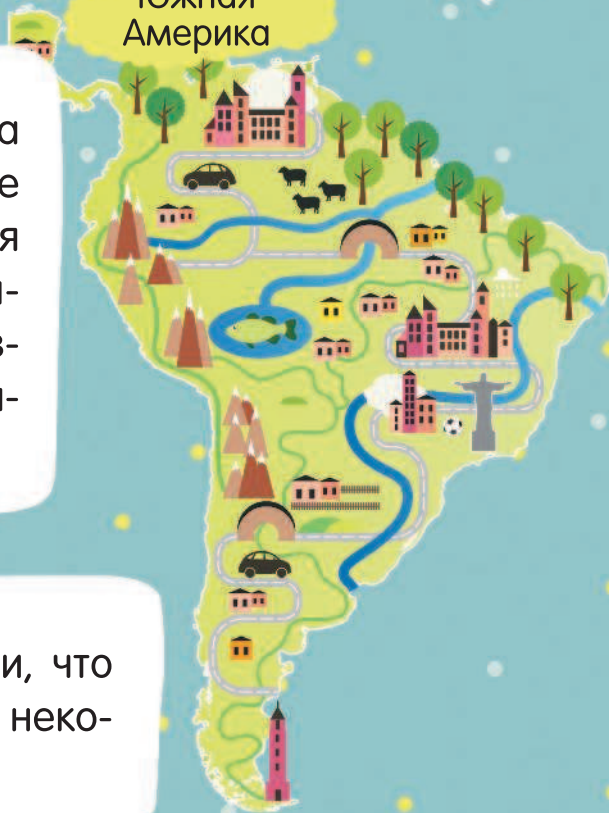 Южная
Америка
а
е
я
и, что
неко-